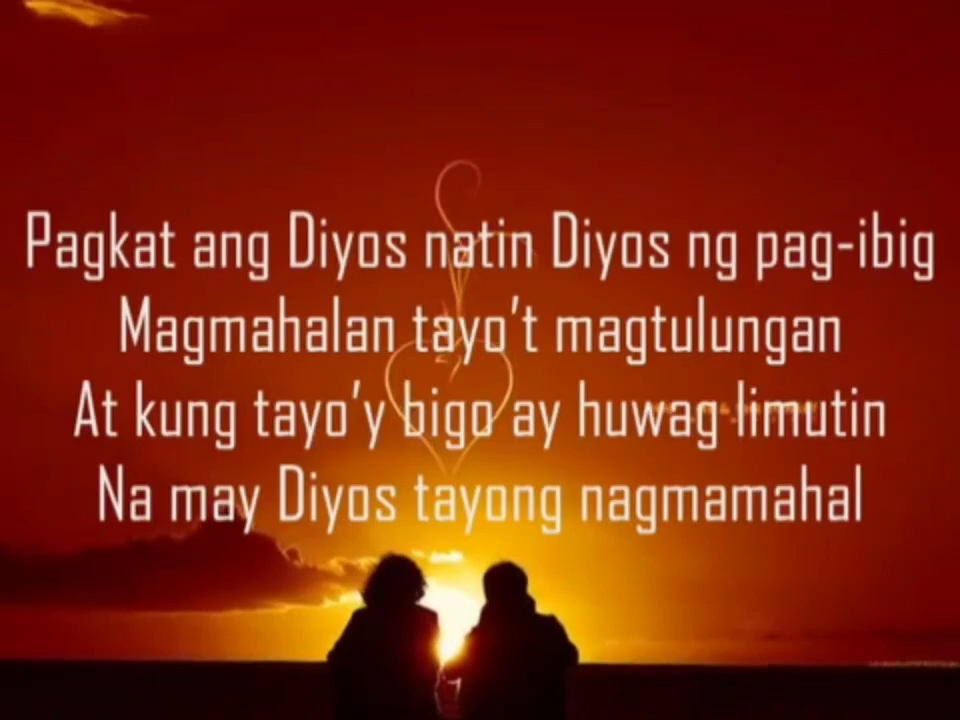 Pagkat ang Diyos natin Diyos ng pag-ibig
Magmahalan tayo't magtulungan
At kung tayo'y bigo ay huwag limutin
Na may Diyos tayong nagmamahal